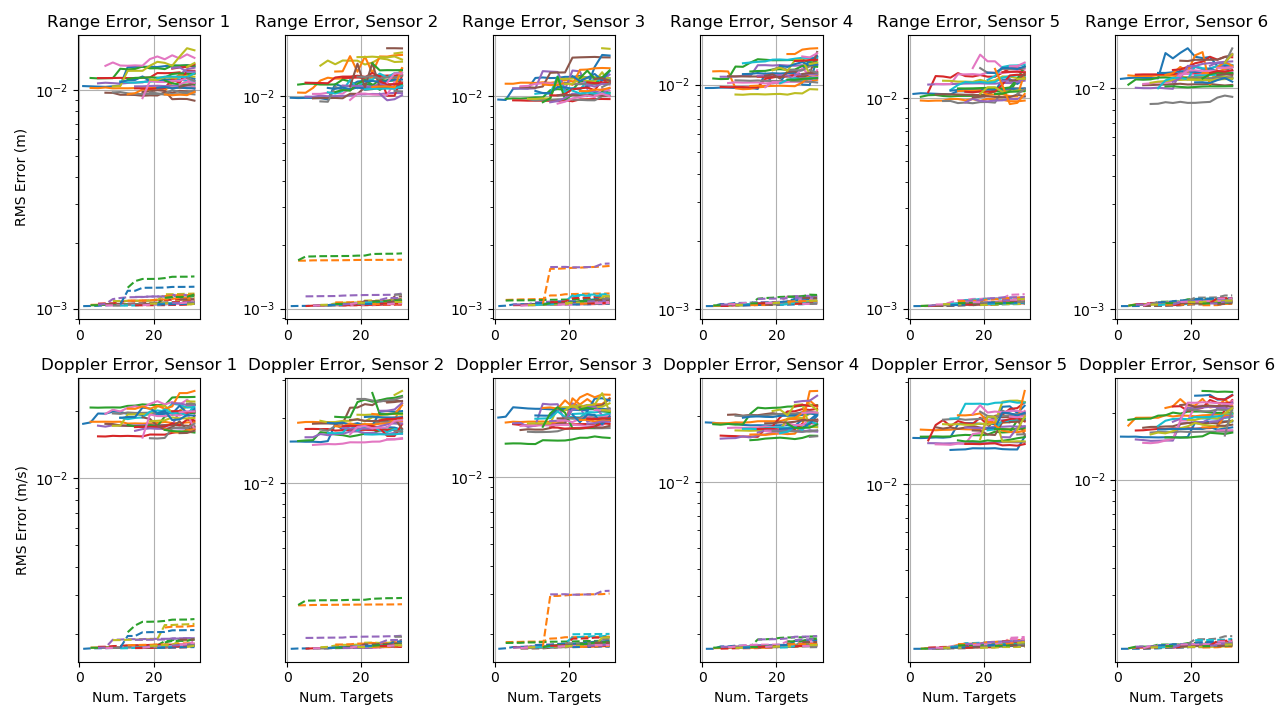 Range Error, Sensor 1 Range Error, Sensor 2 Range Error, Sensor 3 Range Error, Sensor 4 Range Error, Sensor 5 Range Error, Sensor 6
RMS Error (m)
10⁻² 10⁻² 10⁻² 10⁻² 10⁻² 10⁻²
10⁻³ 10⁻³ 10⁻³ 10⁻³ 10⁻³ 10⁻³
0 20 0 20 0 20 0 20 0 20 0 20
Doppler Error, Sensor 1 Doppler Error, Sensor 2 Doppler Error, Sensor 3 Doppler Error, Sensor 4 Doppler Error, Sensor 5 Doppler Error, Sensor 6
RMS Error (m/s)
10⁻² 10⁻² 10⁻² 10⁻² 10⁻² 10⁻²
0 20 0 20 0 20 0 20 0 20 0 20
Num. Targets Num. Targets Num. Targets Num. Targets Num. Targets Num. Targets